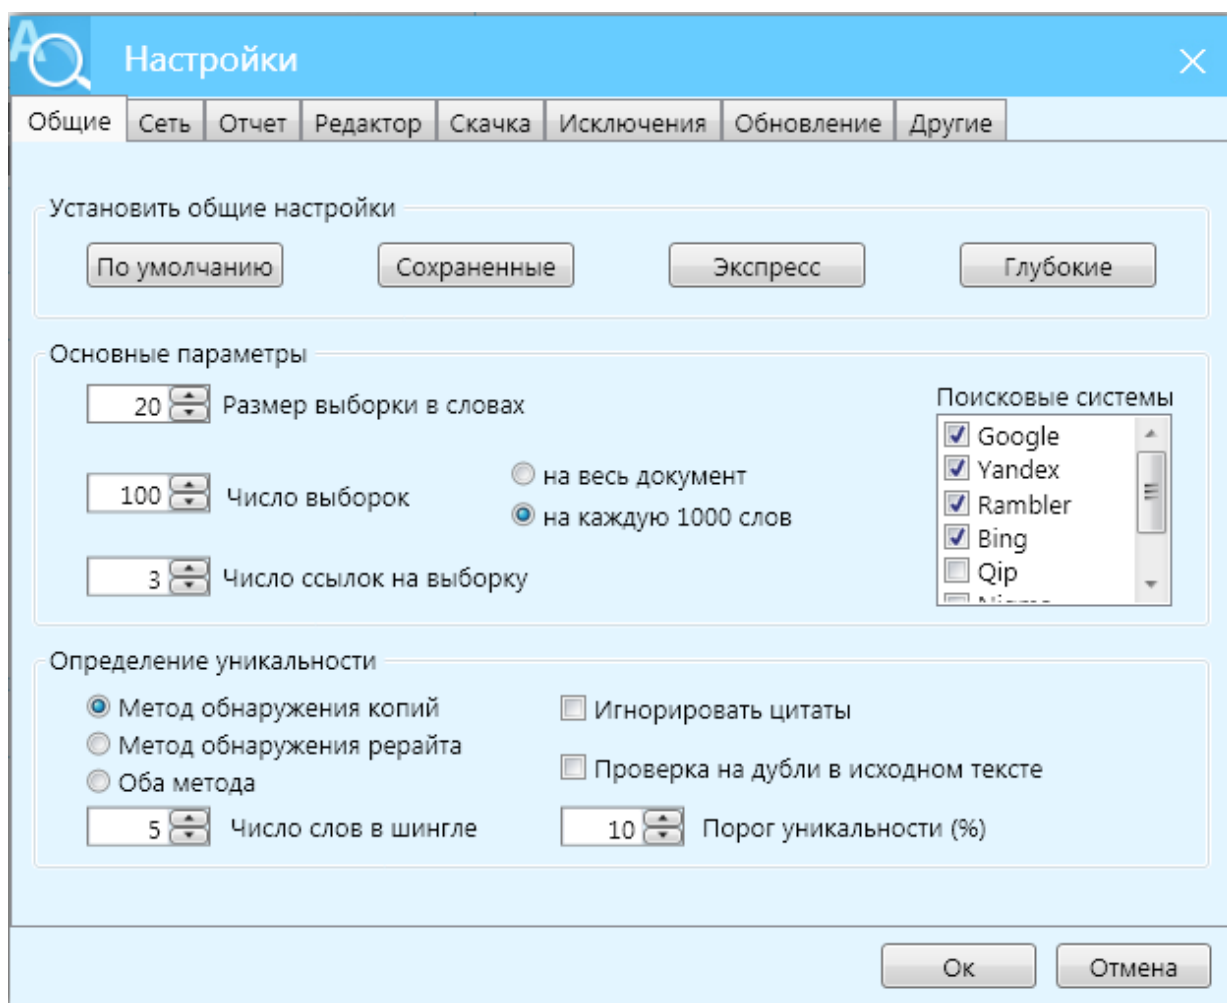 Настройки
Общие Сеть Отчет Редактор Скачка Исключения Обновление Другие
Установить общие настройки
По умолчанию Сохраненные Экспресс Глубокие
Основные параметры
20 Размер выборки в словах
100 Число выборок
на весь документ
на каждую 1000 слов
3 Число ссылок на выборку
Поисковые системы
Google
Yandex
Rambler
Bing
Qip
Определение уникальности
Метод обнаружения копий
Метод обнаружения рерайта
Оба метода
5 Число слов в шингле
Игнорировать цитаты
Проверка на дубли в исходном тексте
10 Порог уникальности (%)
Ок Отмена